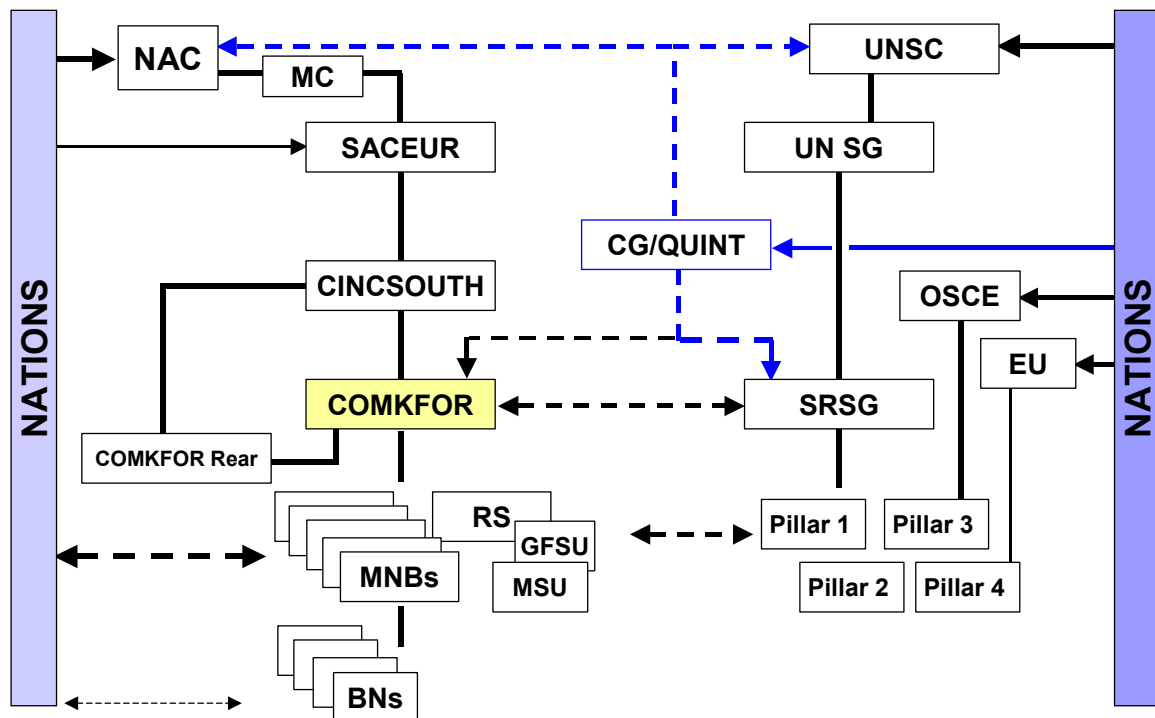 NATIONS
NAC
MC
UNSC
SACEUR
UN SG
CG/QUINT
CINCSOUTH
OSCE
EU
COMKFOR
SRSG
COMKFOR Rear
RS
GFSU
MSU
MNBs
Pillar 1
Pillar 3
Pillar 2
Pillar 4
BNs
NATIONS